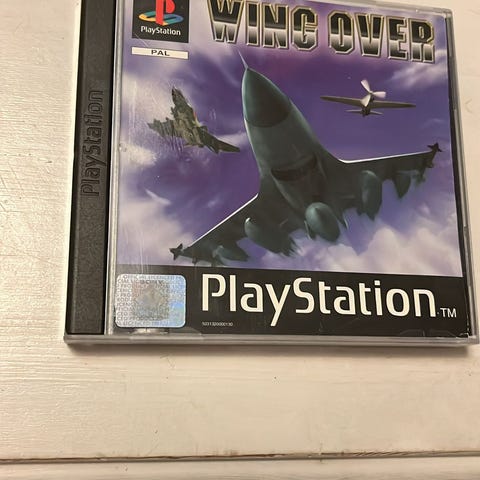 WING OVER
PlayStation
PAL
PlayStation
PlayStation TM